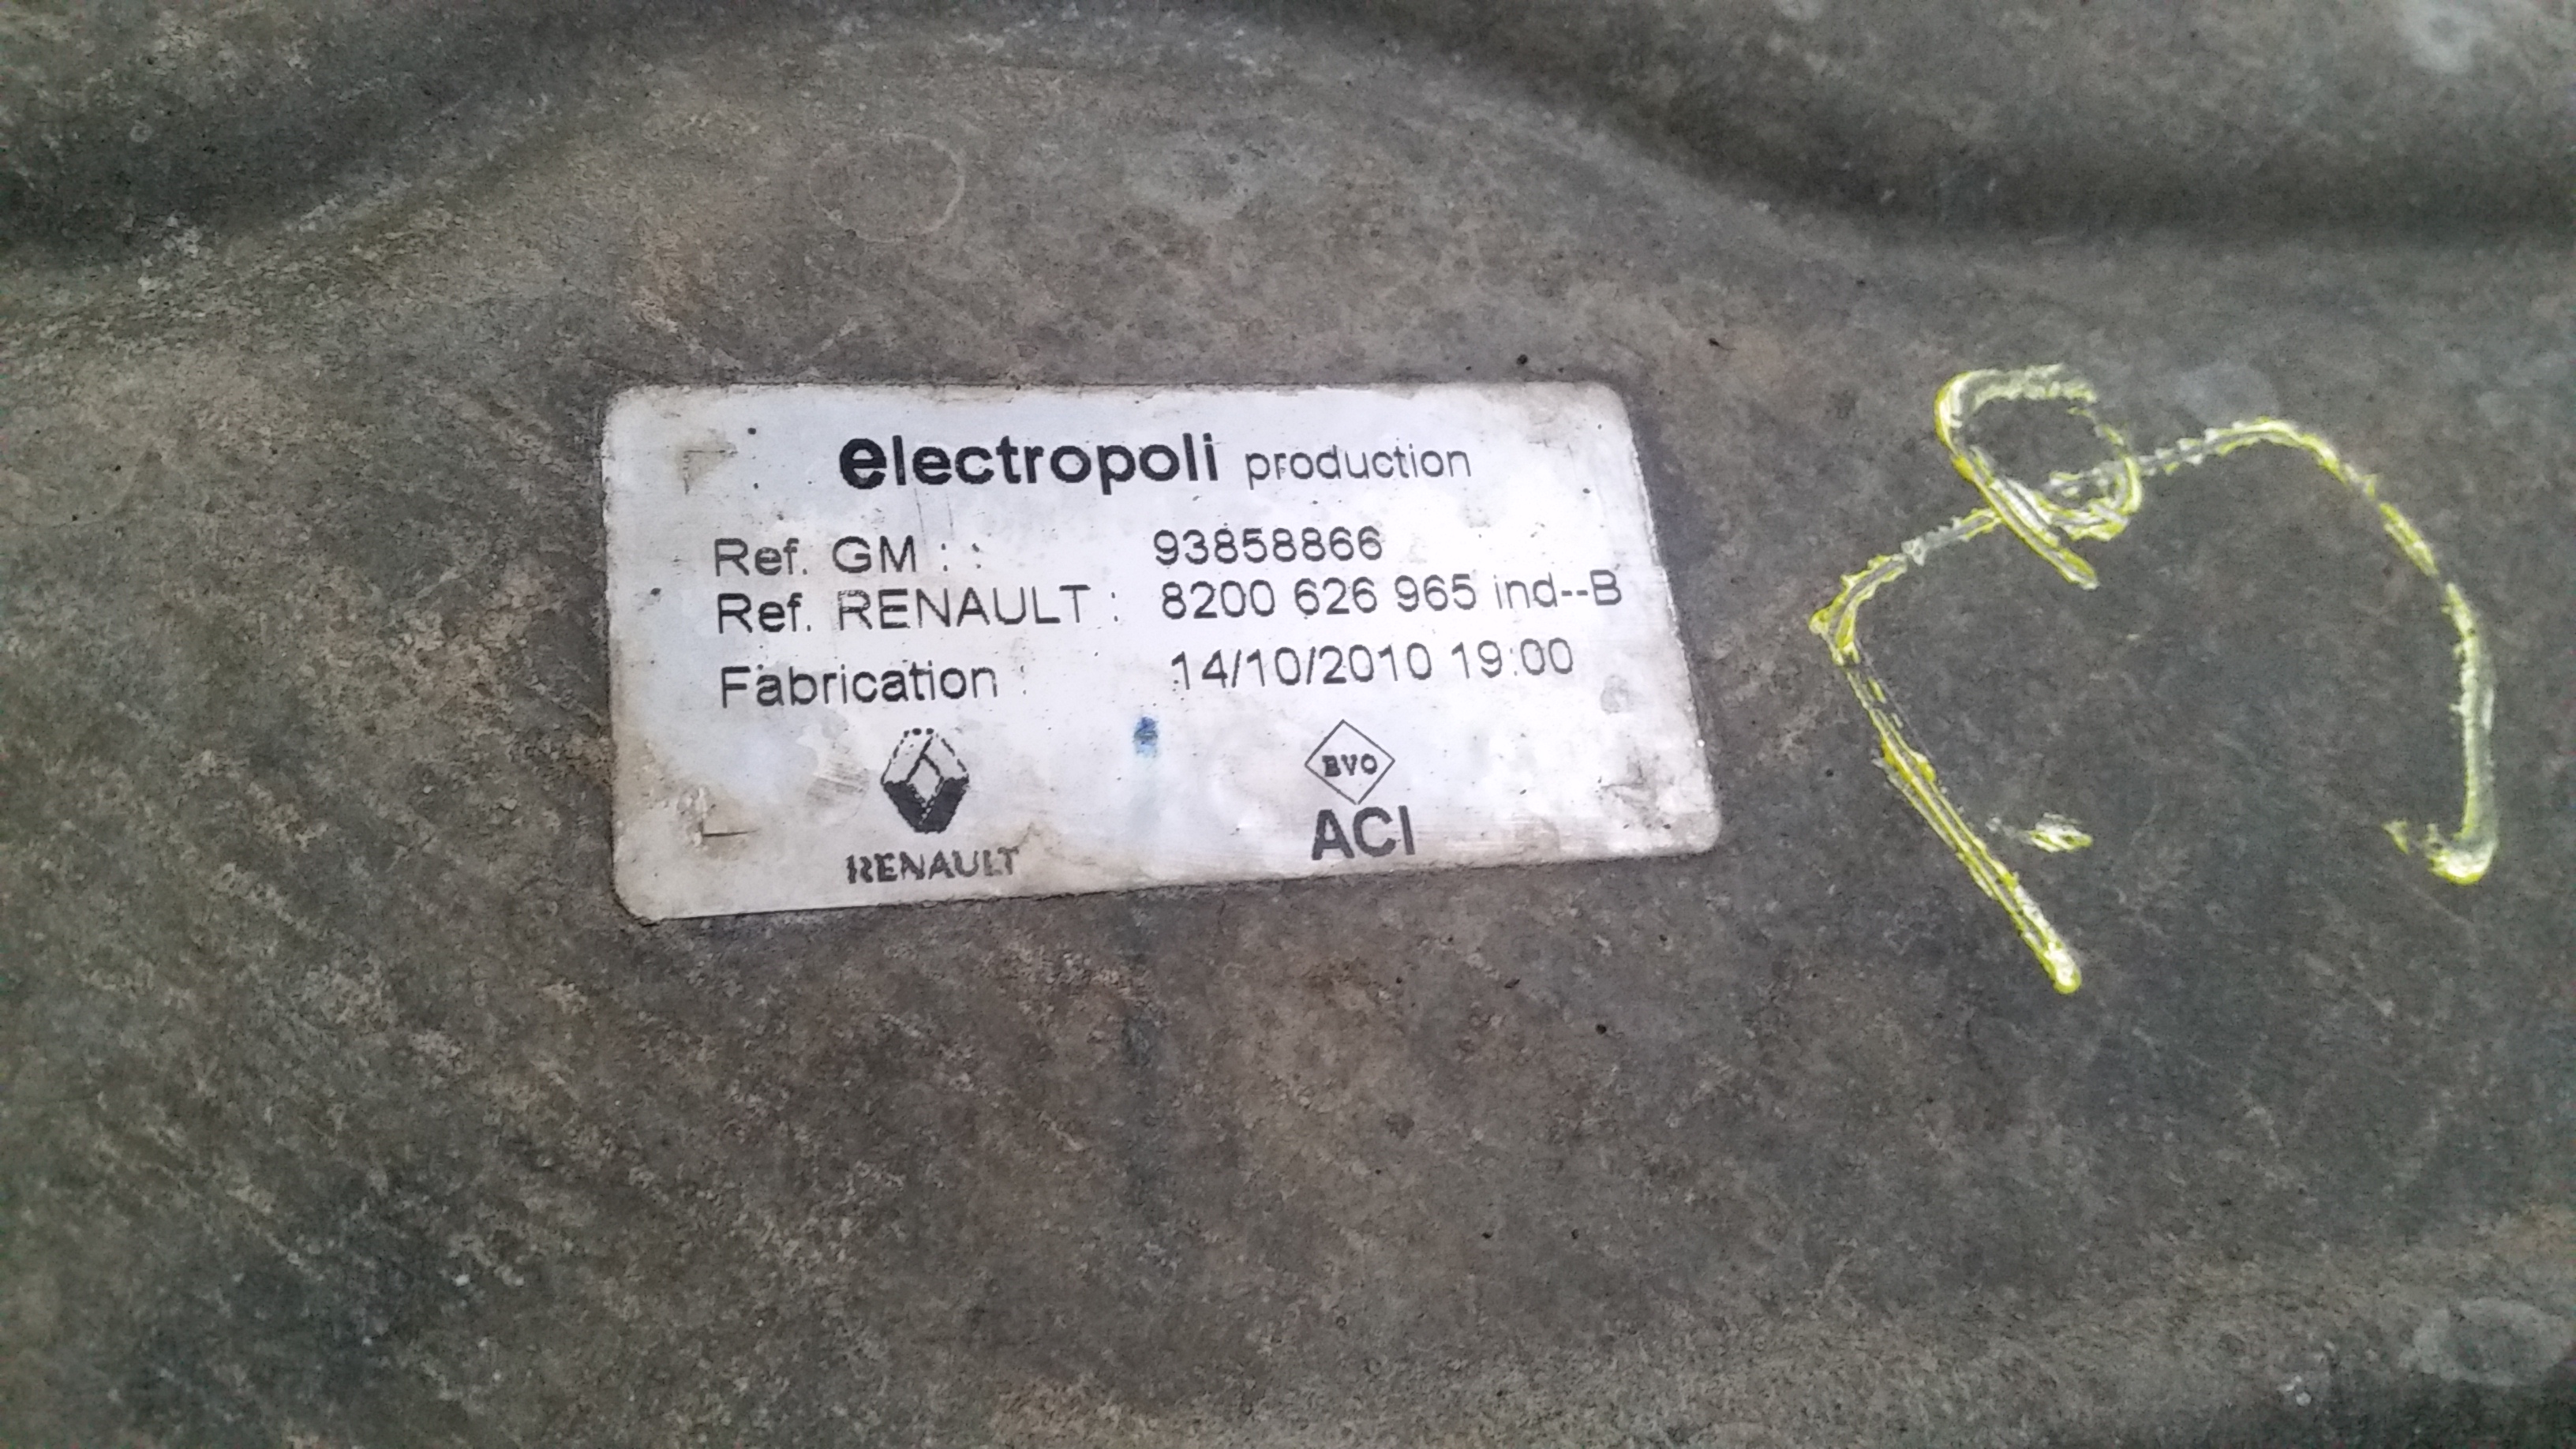 electropoli production
Ref. GM : : 93858866
Ref. RENAULT : 8200 626 965 ind--B
Fabrication : 14/10/2010 19:00
BVO
RENAULT
ACI